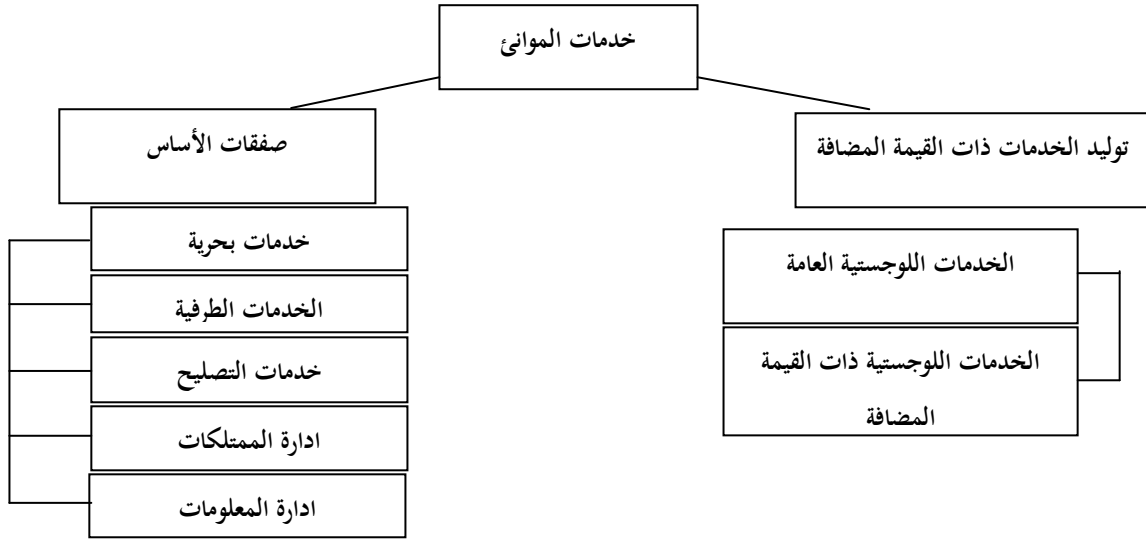 خدمات الموانئ
توليد الخدمات ذات القيمة المضافة
الخدمات اللوجستية العامة
الخدمات اللوجستية ذات القيمة
المضافة
صفقات الأساس
خدمات بحرية
الخدمات الطرفية
خدمات التصليح
ادارة الممتلكات
ادارة المعلومات